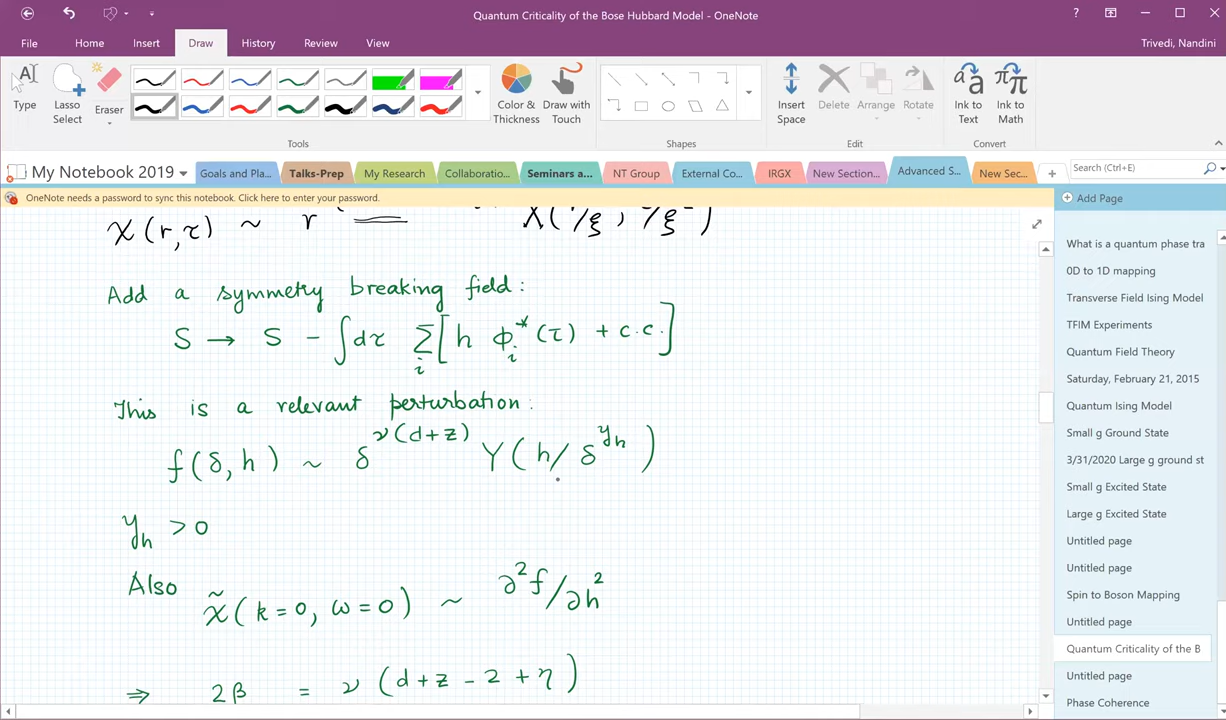 Quantum Criticality of the Bose Hubbard Model - OneNote
File Home Insert Draw History Review View
Trivedi, Nandini
Type
Lasso Select
Eraser
Color & Thickness
Draw with Touch
Insert Space
Delete
Arrange
Rotate
Ink to Text
Ink to Math
Tools
Shapes
Edit
Convert
My Notebook 2019
Goals and Pla...
Talks-Prep
My Research
Collaboratio...
Seminars a...
NT Group
External Co...
IRGX
New Section...
Advanced S...
New Sec...
Search (Ctrl+E)
OneNote needs a password to sync this notebook. Click here to enter your password.
χ(r,τ) ~ r
Add a symmetry breaking field:
S → S - ∫dτ Σ_i [h φ_i^*(τ) + c.c.]
This is a relevant perturbation:
f(δ,h) ~ δ^{ν(d+z)} Y(h/δ^{y_h})
y_h > 0
Also
χ̃(k=0, ω=0) ~ ∂²f/∂h²
⇒ 2β = ν(d+z-2+η)
Add Page
What is a quantum phase tra
0D to 1D mapping
Transverse Field Ising Model
TFIM Experiments
Quantum Field Theory
Saturday, February 21, 2015
Quantum Ising Model
Small g Ground State
3/31/2020 Large g ground st
Small g Excited State
Large g Excited State
Untitled page
Untitled page
Spin to Boson Mapping
Untitled page
Quantum Criticality of the B
Untitled page
Phase Coherence